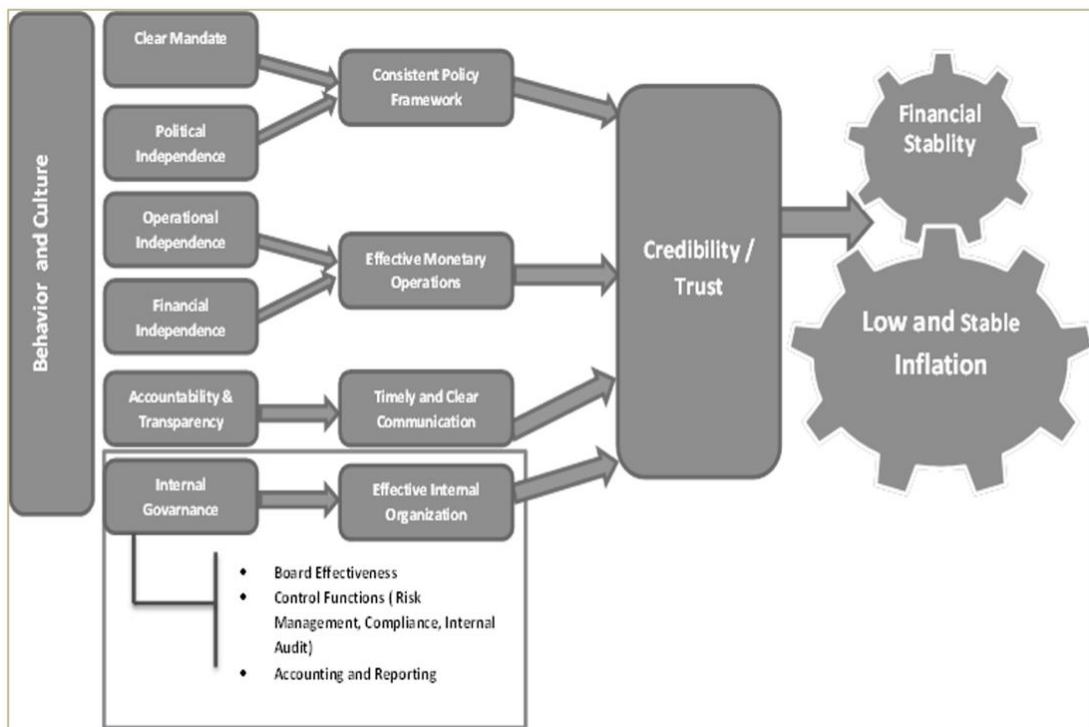 Behavior and Culture
Clear Mandate
Political
Independence
Operational
Independence
Financial
Independence
Accountability &
Transparency
Internal
Govarnance
Consistent Policy
Framework
Effective Monetary
Operations
Timely and Clear
Communication
Effective Internal
Organization
• Board Effectiveness
• Control Functions ( Risk
Management, Compliance, Internal
Audit)
• Accounting and Reporting
Credibility /
Trust
Financial
Stablity
Low and Stable
Inflation